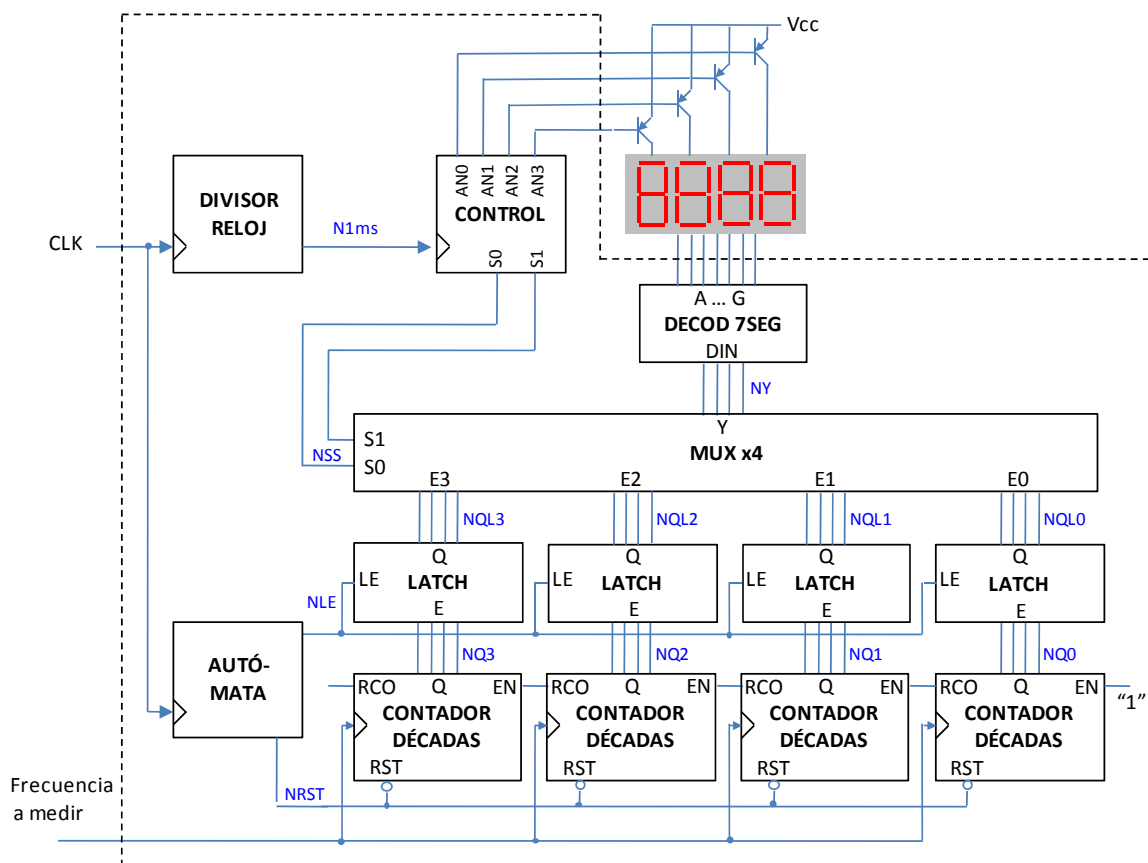 Vcc
AN0
AN1
AN2
AN3
DIVISOR
RELOJ
CONTROL
CLK
N1ms
S0
S1
A ... G
DECOD 7SEG
DIN
NY
Y
S1
MUX x4
NSS
S0
E3
E2
E1
E0
NQL3
NQL2
NQL1
NQL0
Q
Q
Q
Q
LE
LATCH
LE
LATCH
LE
LATCH
LE
LATCH
NLE
E
E
E
E
AUTÓ-
MATA
NQ3
NQ2
NQ1
NQ0
RCO
Q
EN
RCO
Q
EN
RCO
Q
EN
RCO
Q
EN
“1”
CONTADOR
DÉCADAS
CONTADOR
DÉCADAS
CONTADOR
DÉCADAS
CONTADOR
DÉCADAS
RST
RST
RST
RST
NRST
Frecuencia
a medir